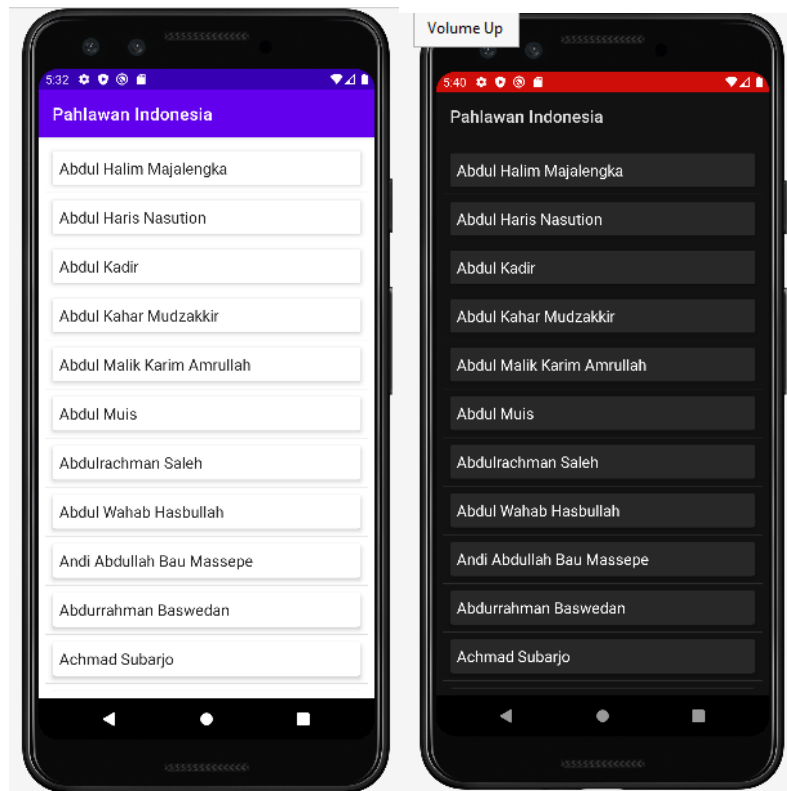 5:32
Pahlawan Indonesia
Abdul Halim Majalengka
Abdul Haris Nasution
Abdul Kadir
Abdul Kahar Mudzakkir
Abdul Malik Karim Amrullah
Abdul Muis
Abdulrachman Saleh
Abdul Wahab Hasbullah
Andi Abdullah Bau Massepe
Abdurrahman Baswedan
Achmad Subarjo
Volume Up
5:40
Pahlawan Indonesia
Abdul Halim Majalengka
Abdul Haris Nasution
Abdul Kadir
Abdul Kahar Mudzakkir
Abdul Malik Karim Amrullah
Abdul Muis
Abdulrachman Saleh
Abdul Wahab Hasbullah
Andi Abdullah Bau Massepe
Abdurrahman Baswedan
Achmad Subarjo